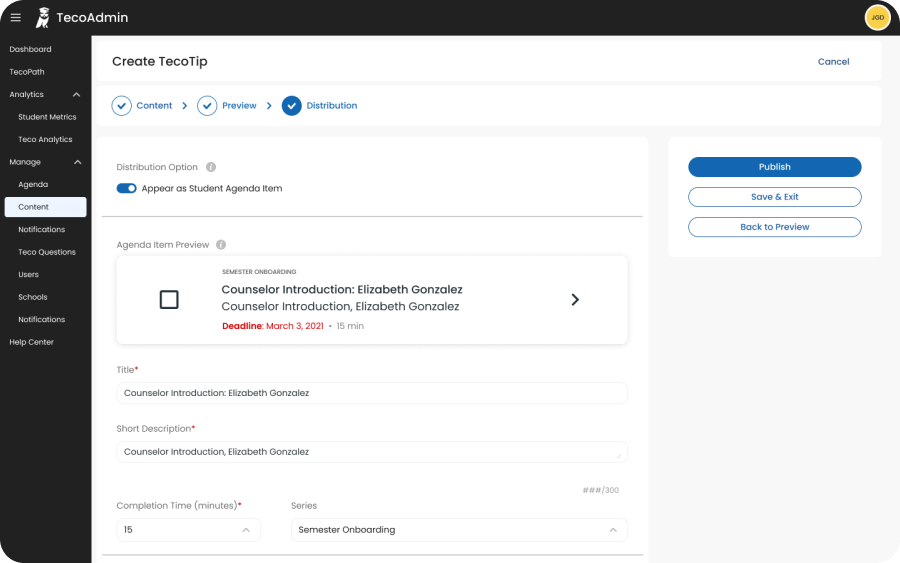 TecoAdmin
JGD
Dashboard
TecoPath
Analytics
Student Metrics
Teco Analytics
Manage
Agenda
Content
Notifications
Teco Questions
Users
Schools
Notifications
Help Center
Create TecoTip
Cancel
Content
Preview
Distribution
Distribution Option
Appear as Student Agenda Item
Agenda Item Preview
SEMESTER ONBOARDING
Counselor Introduction: Elizabeth Gonzalez
Counselor Introduction, Elizabeth Gonzalez
Deadline: March 3, 2021 • 15 min
Title*
Counselor Introduction: Elizabeth Gonzalez
Short Description*
Counselor Introduction, Elizabeth Gonzalez
###/300
Completion Time (minutes)*
15
Series
Semester Onboarding
Publish
Save & Exit
Back to Preview